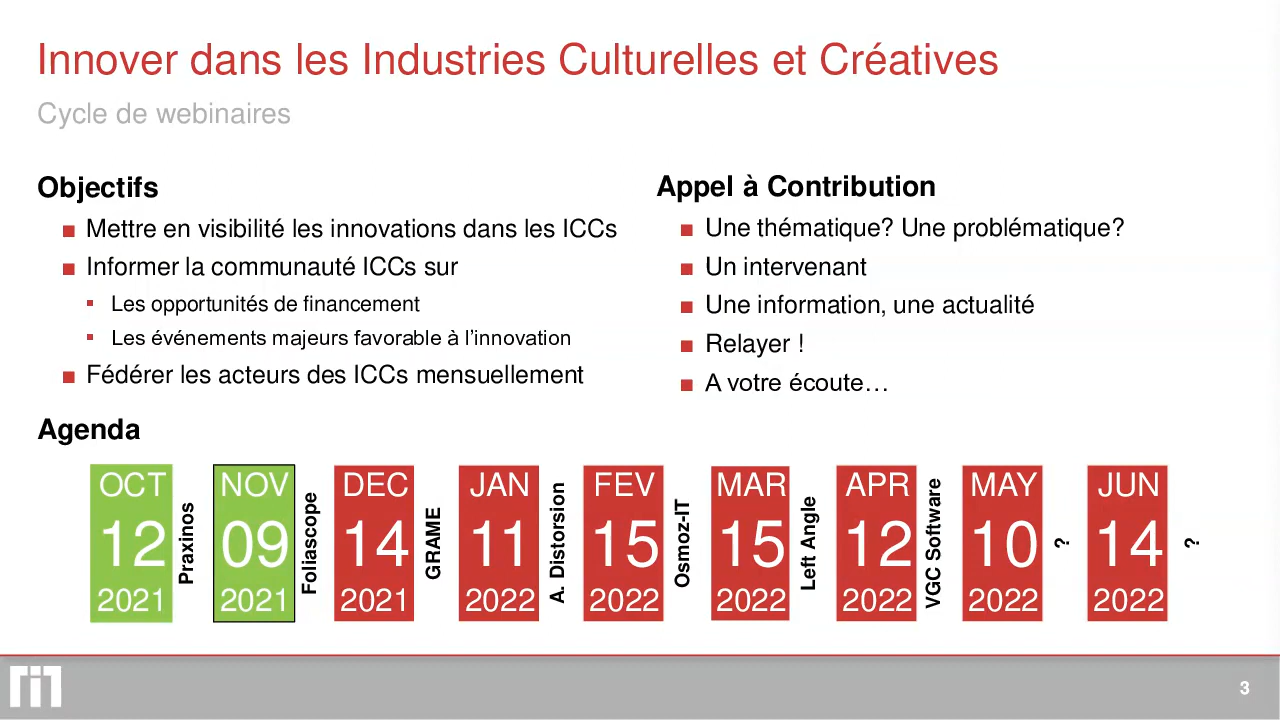 Innover dans les Industries Culturelles et Créatives
Cycle de webinaires
Objectifs
Mettre en visibilité les innovations dans les ICCs
Informer la communauté ICCs sur
Les opportunités de financement
Les événements majeurs favorable à l’innovation
Fédérer les acteurs des ICCs mensuellement
Appel à Contribution
Une thématique? Une problématique?
Un intervenant
Une information, une actualité
Relayer !
A votre écoute…
Agenda
OCT
12
2021
Praxinos
NOV
09
2021
Foliascope
DEC
14
2021
GRAME
JAN
11
2022
A. Distorsion
FEV
15
2022
Osmoz-IT
MAR
15
2022
Left Angle
APR
12
2022
VGC Software
MAY
10
2022
?
JUN
14
2022
?
3